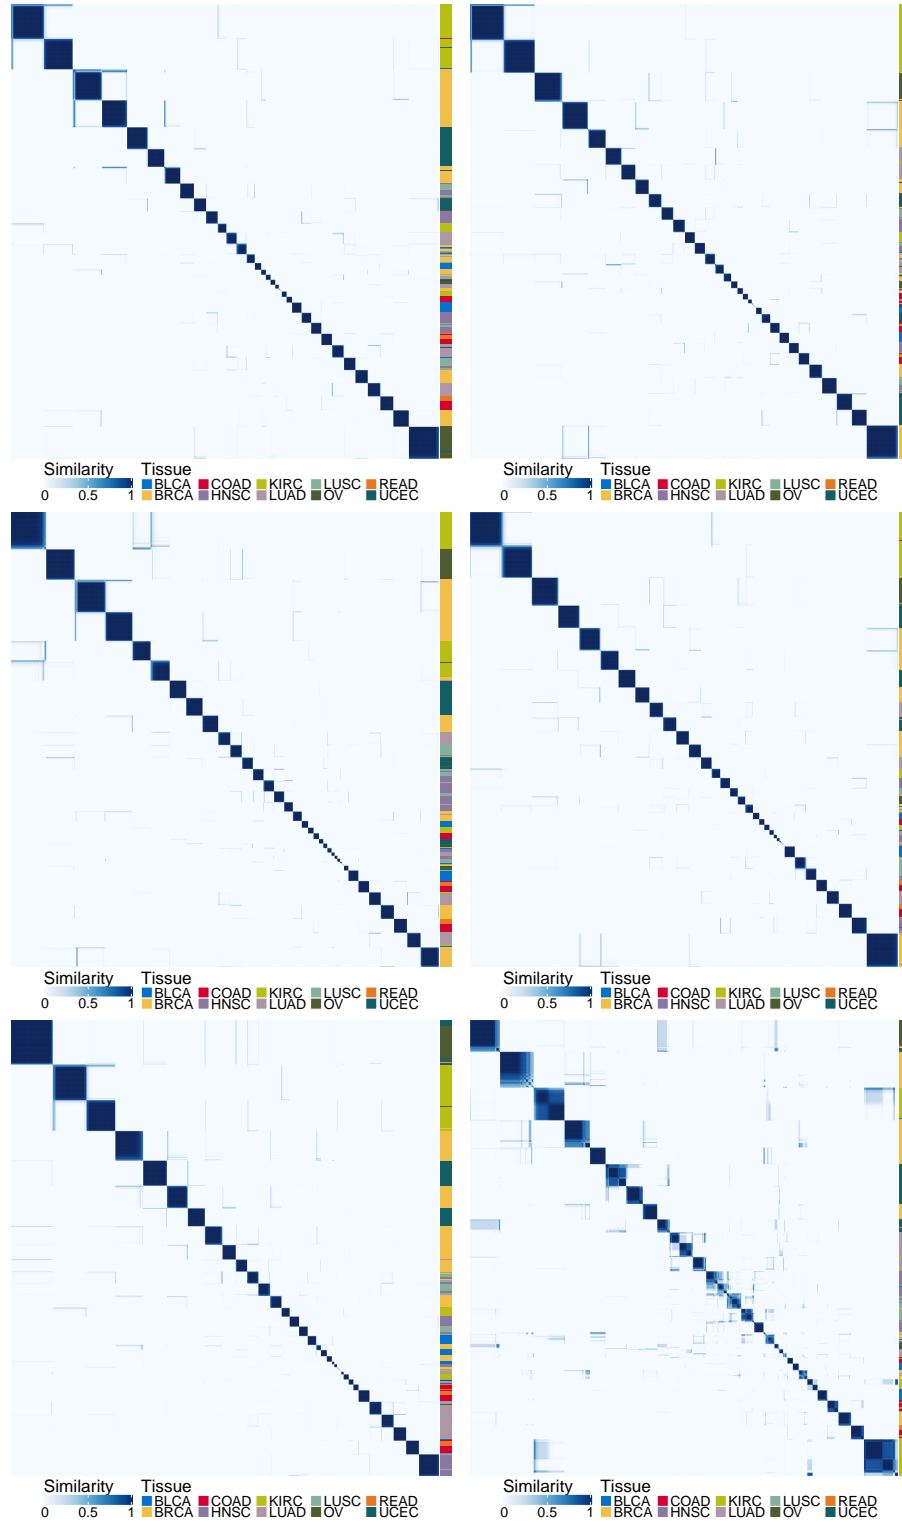 Similarity Tissue Similarity Tissue
BLCA COAD KIRC LUSC READ BLCA COAD KIRC LUSC READ
0 0.5 1 BRCA HNSC LUAD OV UCEC 0 0.5 1 BRCA HNSC LUAD OV UCEC
Similarity Tissue Similarity Tissue
BLCA COAD KIRC LUSC READ BLCA COAD KIRC LUSC READ
0 0.5 1 BRCA HNSC LUAD OV UCEC 0 0.5 1 BRCA HNSC LUAD OV UCEC
Similarity Tissue Similarity Tissue
BLCA COAD KIRC LUSC READ BLCA COAD KIRC LUSC READ
0 0.5 1 BRCA HNSC LUAD OV UCEC 0 0.5 1 BRCA HNSC LUAD OV UCEC